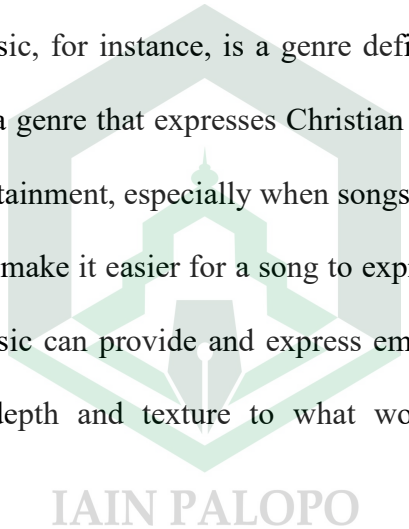 sic, for instance, is a genre defi
a genre that expresses Christian
tainment, especially when songs
make it easier for a song to expr
sic can provide and express em
depth and texture to what wo
IAIN PALOPO